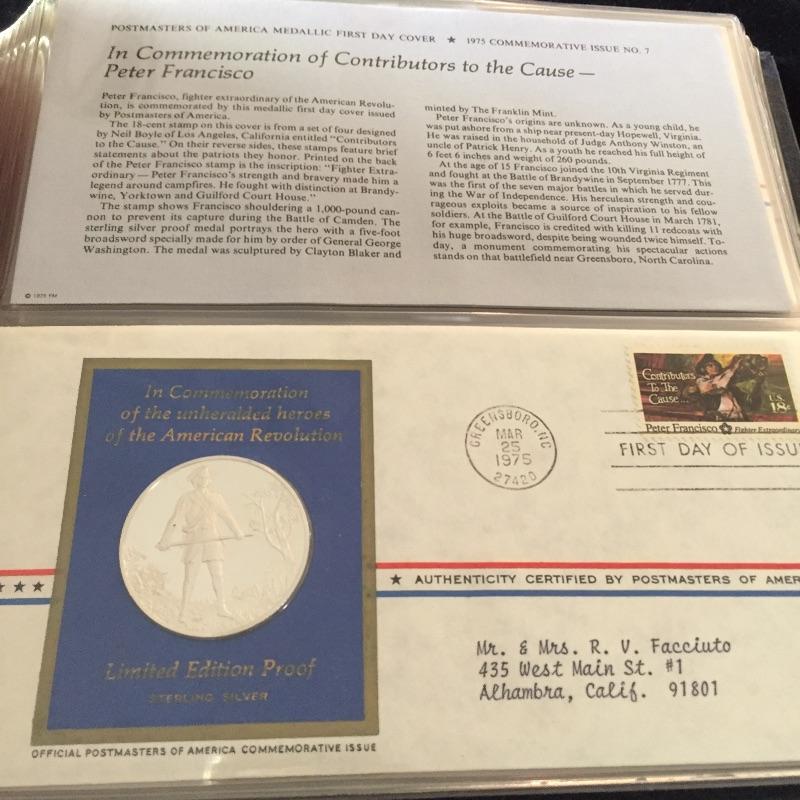 POSTMASTERS OF AMERICA MEDALLIC FIRST DAY COVER ★ 1975 COMMEMORATIVE ISSUE NO. 7
In Commemoration of Contributors to the Cause —
Peter Francisco
Peter Francisco, fighter extraordinary of the American Revolu-
tion, is commemorated by this medallic first day cover issued
by Postmasters of America.
The 18-cent stamp on this cover is from a set of four designed
by Neil Boyle of Los Angeles, California entitled "Contributors
to the Cause." On their reverse sides, these stamps feature brief
statements about the patriots they honor. Printed on the back
of the Peter Francisco stamp is the inscription: "Fighter Extra-
ordinary — Peter Francisco's strength and bravery made him a
legend around campfires. He fought with distinction at Brandy-
wine, Yorktown and Guilford Court House."
The stamp shows Francisco shouldering a 1,000-pound can-
non to prevent its capture during the Battle of Camden. The
sterling silver proof medal portrays the hero with a five-foot
broadsword specially made for him by order of General George
Washington. The medal was sculptured by Clayton Blaker and
minted by The Franklin Mint.
Peter Francisco's origins are unknown. As a young child, he
was put ashore from a ship near present-day Hopewell, Virginia.
He was raised in the household of Judge Anthony Winston, an
uncle of Patrick Henry. As a youth he reached his full height of
6 feet 6 inches and weight of 260 pounds.
At the age of 15 Francisco joined the 10th Virginia Regiment
and fought at the Battle of Brandywine in September 1777. This
was the first of the seven major battles in which he served dur-
ing the War of Independence. His herculean strength and cou-
rageous exploits became a source of inspiration to his fellow
soldiers. At the Battle of Guilford Court House in March 1781,
for example, Francisco is credited with killing 11 redcoats with
his huge broadsword, despite being wounded twice himself. To-
day, a monument commemorating his spectacular actions
stands on that battlefield near Greensboro, North Carolina.
© 1975 FM
In Commemoration
of the unheralded heroes
of the American Revolution
Limited Edition Proof
STERLING SILVER
OFFICIAL POSTMASTERS OF AMERICA COMMEMORATIVE ISSUE
GREENSBORO, NC
MAR
25
1975
27420
Contributors
To The
Cause...
U.S.
18c
Peter Francisco Fighter Extraordinary
FIRST DAY OF ISSU
★ AUTHENTICITY CERTIFIED BY POSTMASTERS OF AMER
Mr. & Mrs. R. V. Facciuto
435 West Main St. #1
Alhambra, Calif. 91801